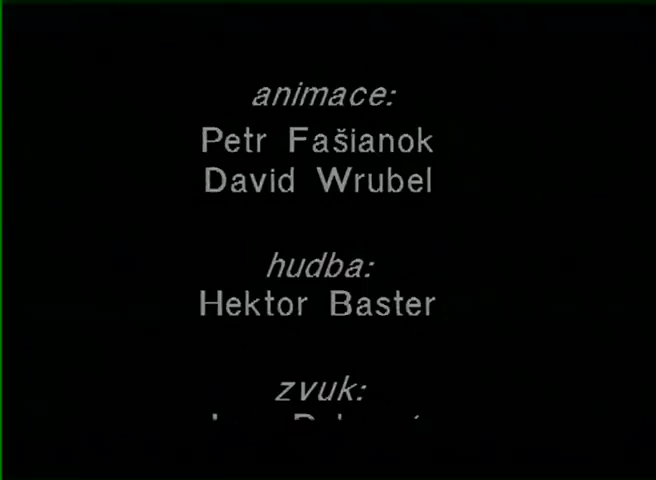 animace:
Petr Fašianok
David Wrubel
hudba:
Hektor Baster
zvuk: